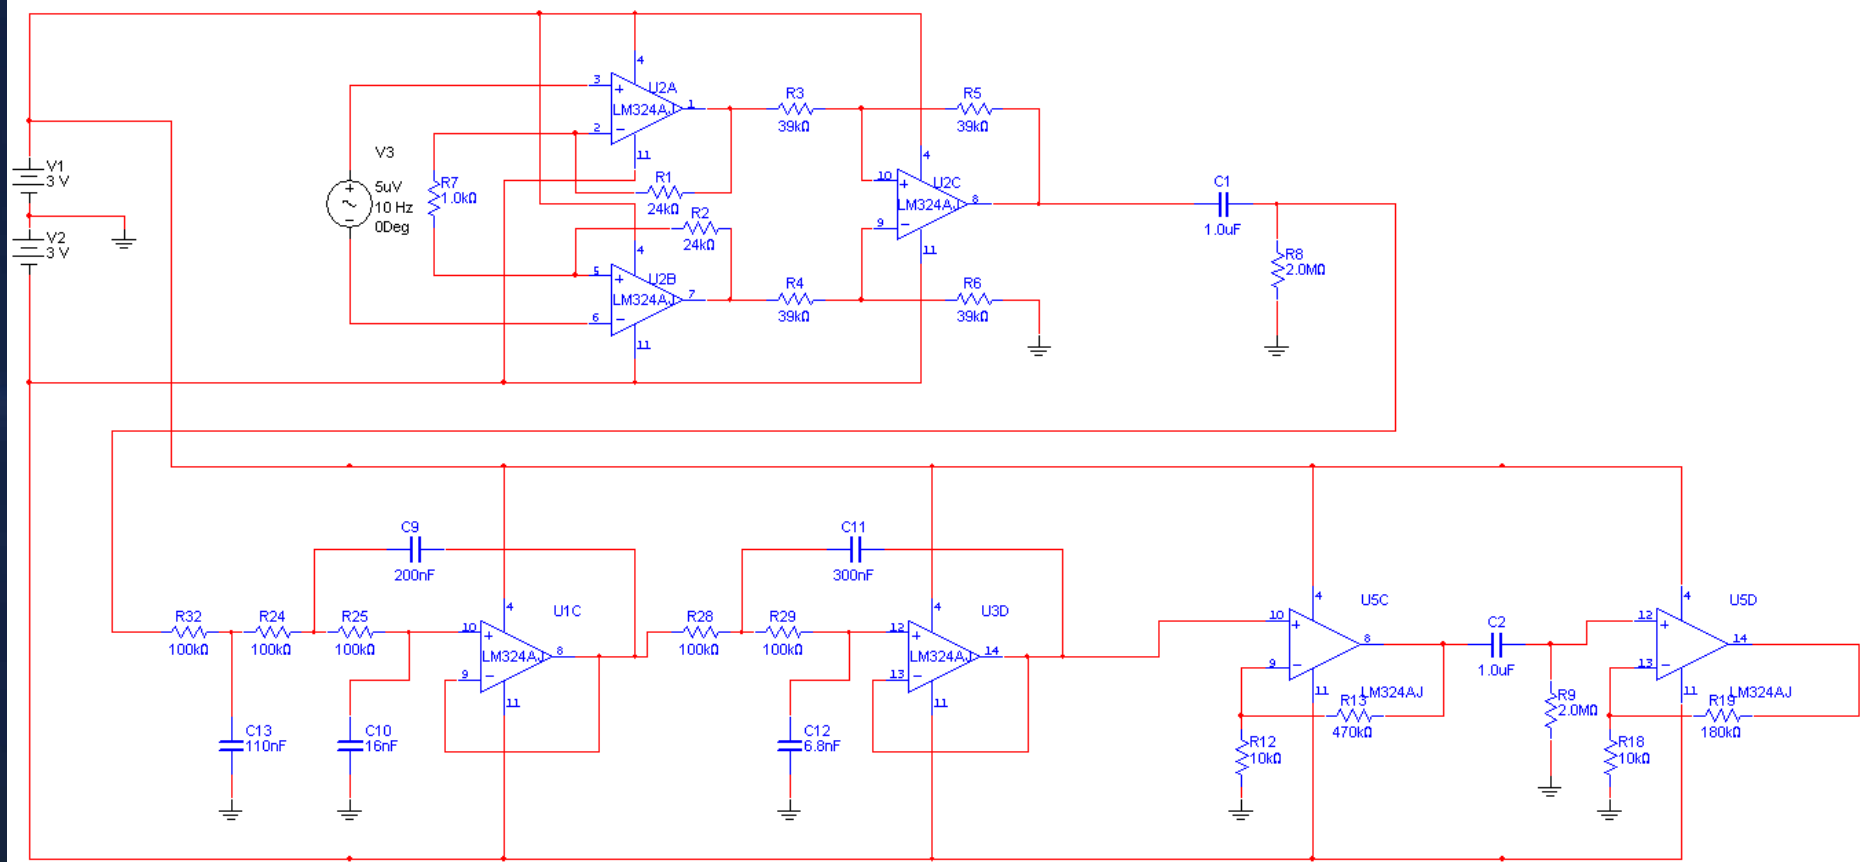 V1
3 V
V2
3 V
V3
5uV
10 Hz
0Deg
R7
1.0kΩ
3
2
4
11
1
U2A
LM324AJ
R1
24kΩ
R2
24kΩ
5
6
4
11
7
U2B
LM324AJ
R3
39kΩ
R4
39kΩ
10
9
4
11
8
U2C
LM324AJ
R5
39kΩ
R6
39kΩ
C1
1.0uF
R8
2.0MΩ
R32
100kΩ
C13
110nF
R24
100kΩ
C9
200nF
R25
100kΩ
C10
16nF
10
9
4
11
8
U1C
LM324AJ
R28
100kΩ
C11
300nF
R29
100kΩ
C12
6.8nF
12
13
4
11
14
U3D
LM324AJ
10
9
4
11
8
U5C
LM324AJ
R13
470kΩ
R12
10kΩ
C2
1.0uF
R9
2.0MΩ
12
13
4
11
14
U5D
LM324AJ
R19
180kΩ
R18
10kΩ